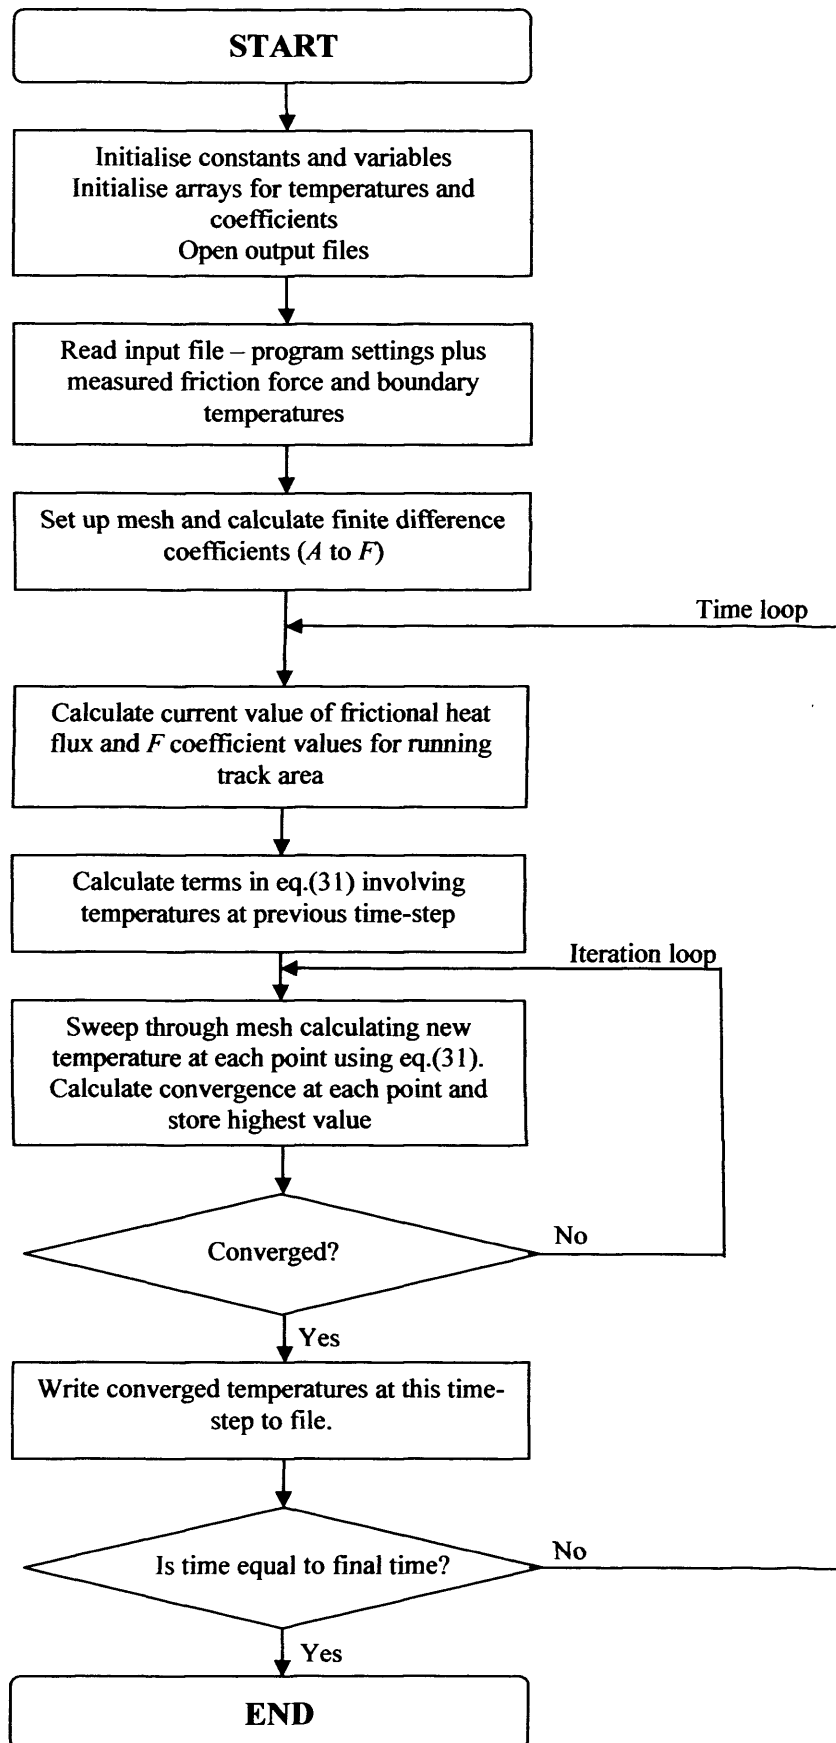 START
Initialise constants and variables
Initialise arrays for temperatures and
coefficients
Open output files
Read input file – program settings plus
measured friction force and boundary
temperatures
Set up mesh and calculate finite difference
coefficients (A to F)
Time loop
Calculate current value of frictional heat
flux and F coefficient values for running
track area
Calculate terms in eq.(31) involving
temperatures at previous time-step
Iteration loop
Sweep through mesh calculating new
temperature at each point using eq.(31).
Calculate convergence at each point and
store highest value
Converged?
No
Yes
Write converged temperatures at this time-
step to file.
Is time equal to final time?
No
Yes
END